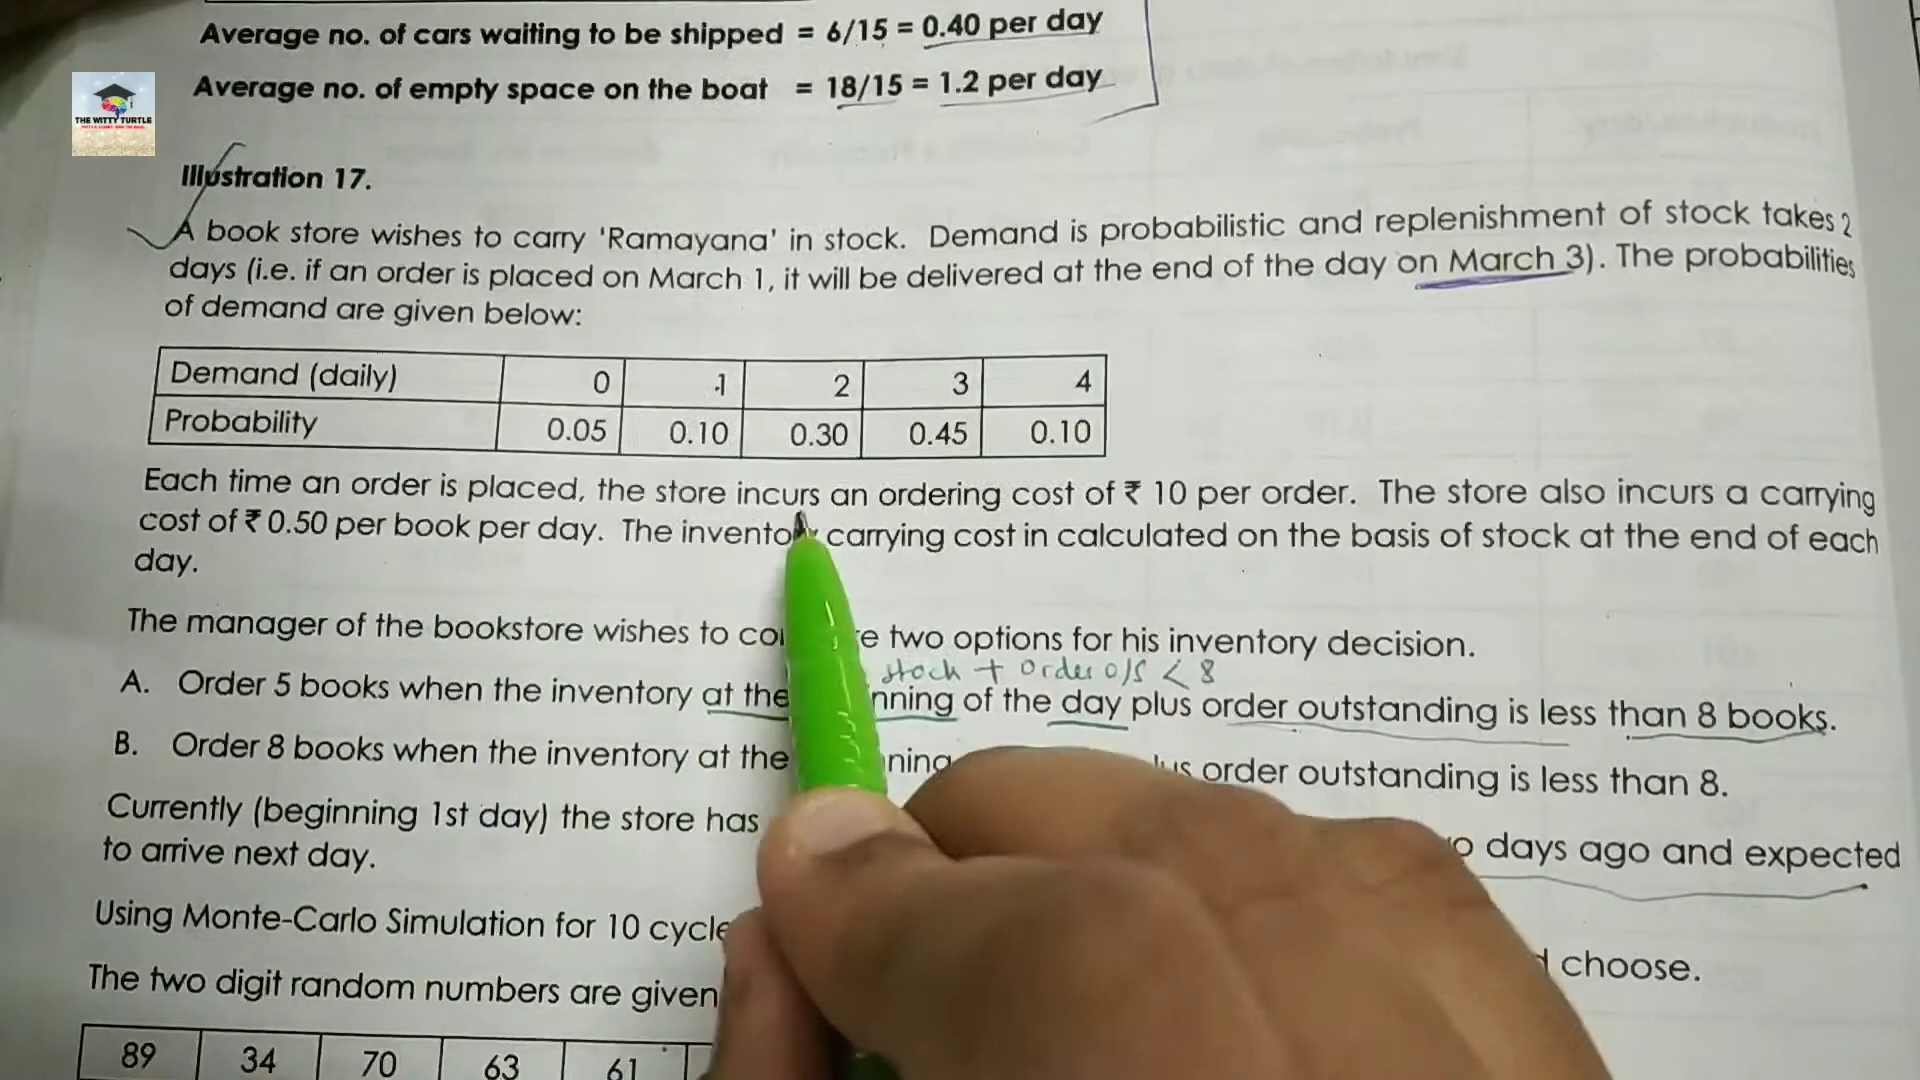 Average no. of cars waiting to be shipped = 6/15 = 0.40 per day
Average no. of empty space on the boat = 18/15 = 1.2 per day
THE WITTY TURTLE
Illustration 17.
A book store wishes to carry 'Ramayana' in stock. Demand is probabilistic and replenishment of stock takes 2
days (i.e. if an order is placed on March 1, it will be delivered at the end of the day on March 3). The probabilities
of demand are given below:
Demand (daily) 0 1 2 3 4
Probability 0.05 0.10 0.30 0.45 0.10
Each time an order is placed, the store incurs an ordering cost of ₹ 10 per order. The store also incurs a carrying
cost of ₹ 0.50 per book per day. The inventory carrying cost in calculated on the basis of stock at the end of each
day.
The manager of the bookstore wishes to two options for his inventory decision.
stock + order o/s < 8
A. Order 5 books when the inventory at the beginning of the day plus order outstanding is less than 8 books.
B. Order 8 books when the inventory at the order outstanding is less than 8.
Currently (beginning 1st day) the store has days ago and expected
to arrive next day.
Using Monte-Carlo Simulation for 10 choose.
The two digit random numbers are given
89 34 70 63 61